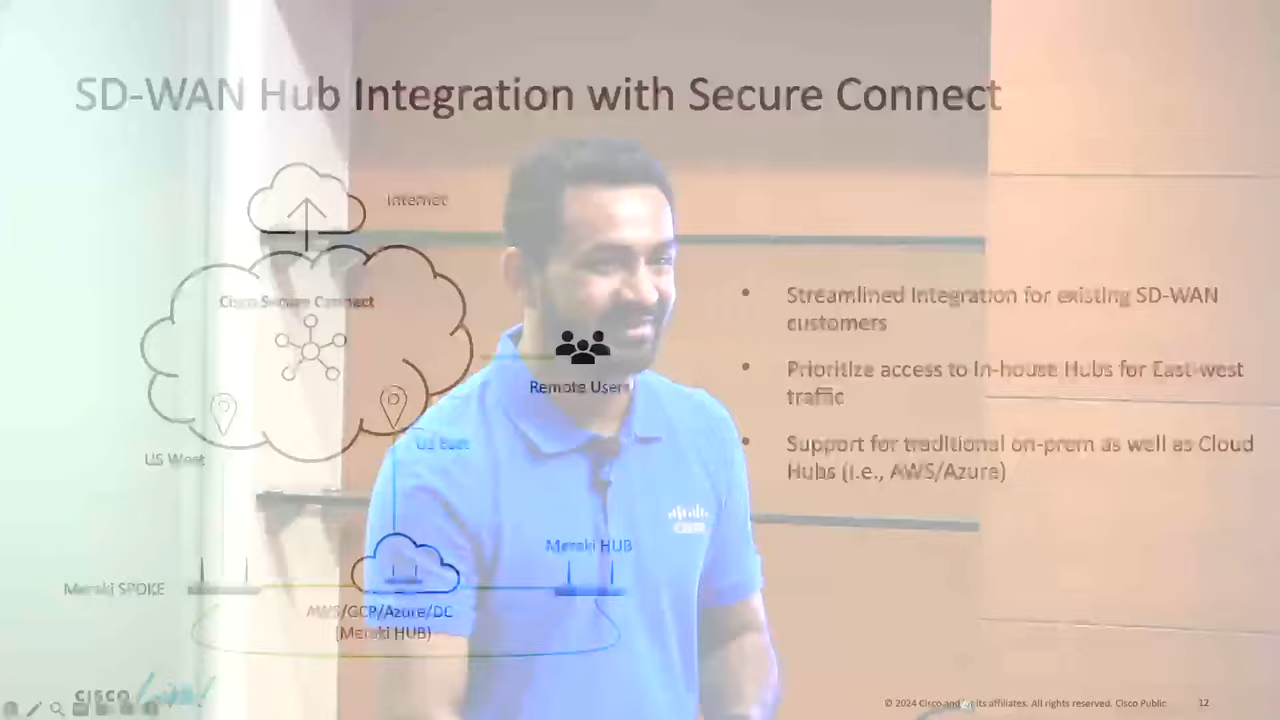 SD-WAN Hub Integration with Secure Connect
Internet
Cisco Secure Connect
Remote Users
US West
US East
Meraki HUB
Meraki SPOKE
AWS/GCP/Azure/DC
(Meraki HUB)
• Streamlined Integration for existing SD-WAN
customers
• Prioritize access to In-house Hubs for East-west
traffic
• Support for traditional on-prem as well as Cloud
Hubs (i.e., AWS/Azure)
CISCO
CISCO Live!
© 2024 Cisco and/or its affiliates. All rights reserved. Cisco Public
12